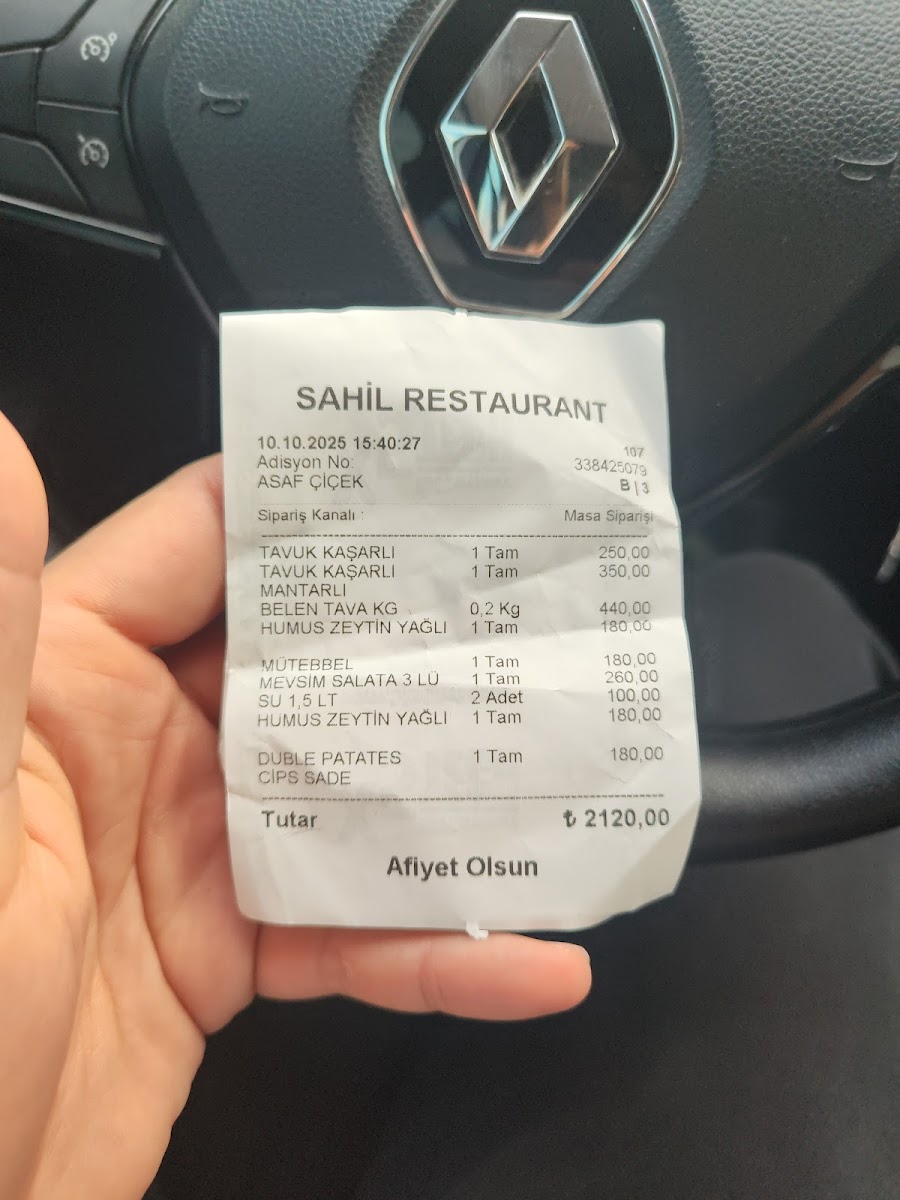 SAHİL RESTAURANT
10.10.2025 15:40:27
107
Adisyon No: 338425079
ASAF ÇİÇEK B | 3
Sipariş Kanalı : Masa Siparişi
TAVUK KAŞARLI 1 Tam 250,00
TAVUK KAŞARLI 1 Tam 350,00
MANTARLI
BELEN TAVA KG 0,2 Kg 440,00
HUMUS ZEYTİN YAĞLI 1 Tam 180,00
MÜTEBBEL 1 Tam 180,00
MEVSİM SALATA 3 LÜ 1 Tam 260,00
SU 1,5 LT 2 Adet 100,00
HUMUS ZEYTİN YAĞLI 1 Tam 180,00
DUBLE PATATES 1 Tam 180,00
CİPS SADE
Tutar ₺ 2120,00
Afiyet Olsun